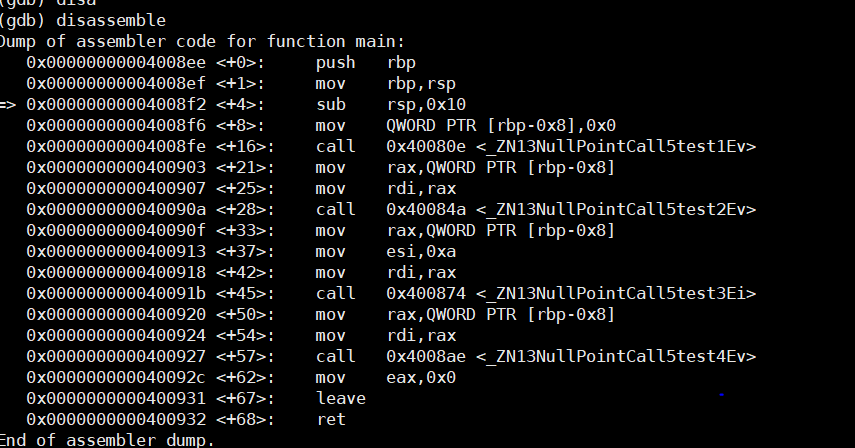 (gdb) disa
(gdb) disassemble
Dump of assembler code for function main:
   0x00000000004008ee <+0>:     push   rbp
   0x00000000004008ef <+1>:     mov    rbp,rsp
=> 0x00000000004008f2 <+4>:     sub    rsp,0x10
   0x00000000004008f6 <+8>:     mov    QWORD PTR [rbp-0x8],0x0
   0x00000000004008fe <+16>:    call   0x40080e <_ZN13NullPointCall5test1Ev>
   0x0000000000400903 <+21>:    mov    rax,QWORD PTR [rbp-0x8]
   0x0000000000400907 <+25>:    mov    rdi,rax
   0x000000000040090a <+28>:    call   0x40084a <_ZN13NullPointCall5test2Ev>
   0x000000000040090f <+33>:    mov    rax,QWORD PTR [rbp-0x8]
   0x0000000000400913 <+37>:    mov    esi,0xa
   0x0000000000400918 <+42>:    mov    rdi,rax
   0x000000000040091b <+45>:    call   0x400874 <_ZN13NullPointCall5test3Ei>
   0x0000000000400920 <+50>:    mov    rax,QWORD PTR [rbp-0x8]
   0x0000000000400924 <+54>:    mov    rdi,rax
   0x0000000000400927 <+57>:    call   0x4008ae <_ZN13NullPointCall5test4Ev>
   0x000000000040092c <+62>:    mov    eax,0x0
   0x0000000000400931 <+67>:    leave
   0x0000000000400932 <+68>:    ret
End of assembler dump.